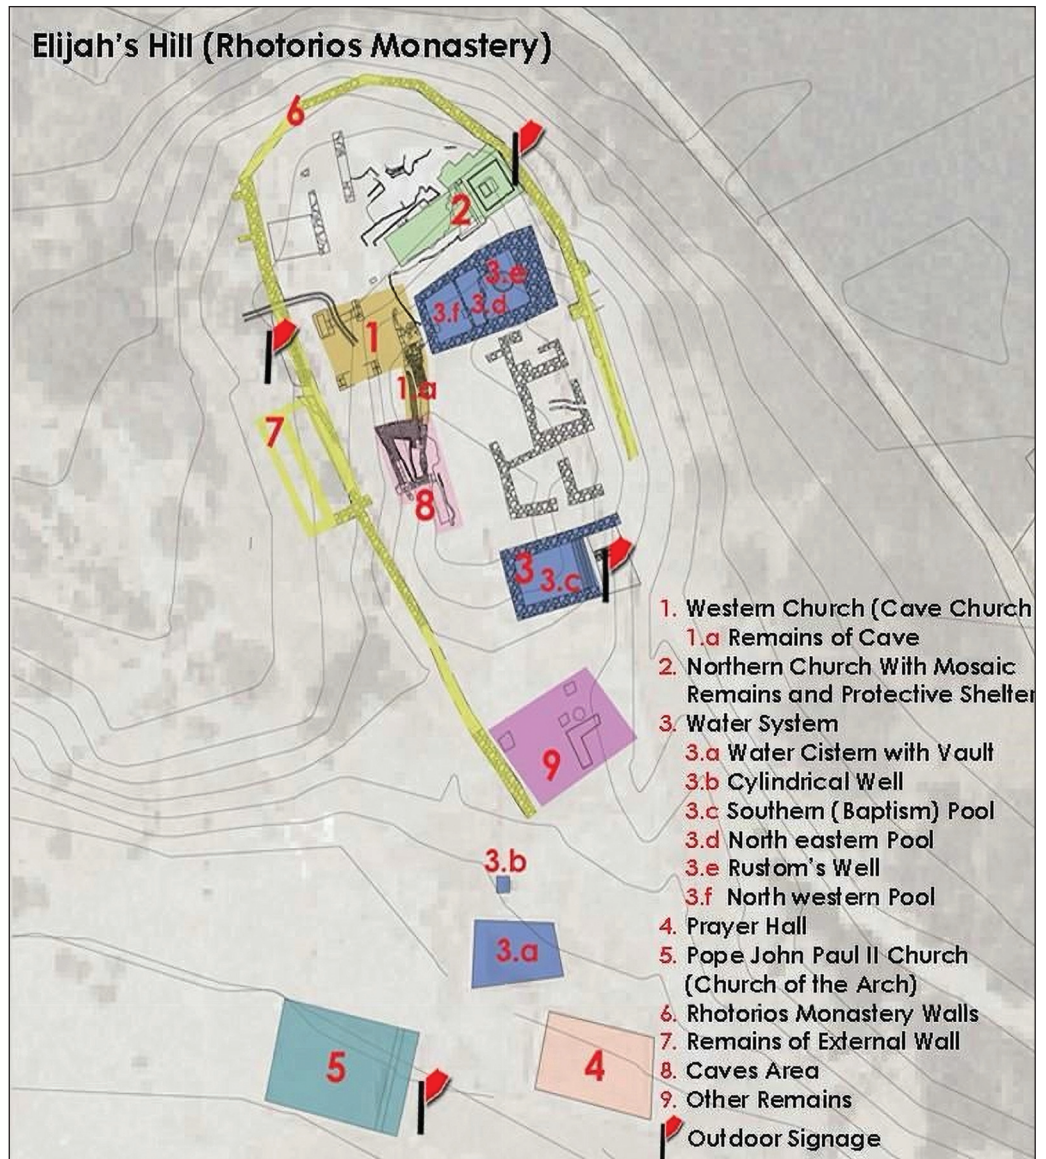 Elijah's Hill (Rhotorios Monastery)
6
2
3.e
3.f
3.d
1
1.a
7
8
3
3.c
9
3.b
3.a
5
4
1. Western Church (Cave Church
1.a Remains of Cave
2. Northern Church With Mosaic
Remains and Protective Shelter
3. Water System
3.a Water Cistern with Vault
3.b Cylindrical Well
3.c Southern (Baptism) Pool
3.d North eastern Pool
3.e Rustom's Well
3.f North western Pool
4. Prayer Hall
5. Pope John Paul II Church
(Church of the Arch)
6. Rhotorios Monastery Walls
7. Remains of External Wall
8. Caves Area
9. Other Remains
Outdoor Signage